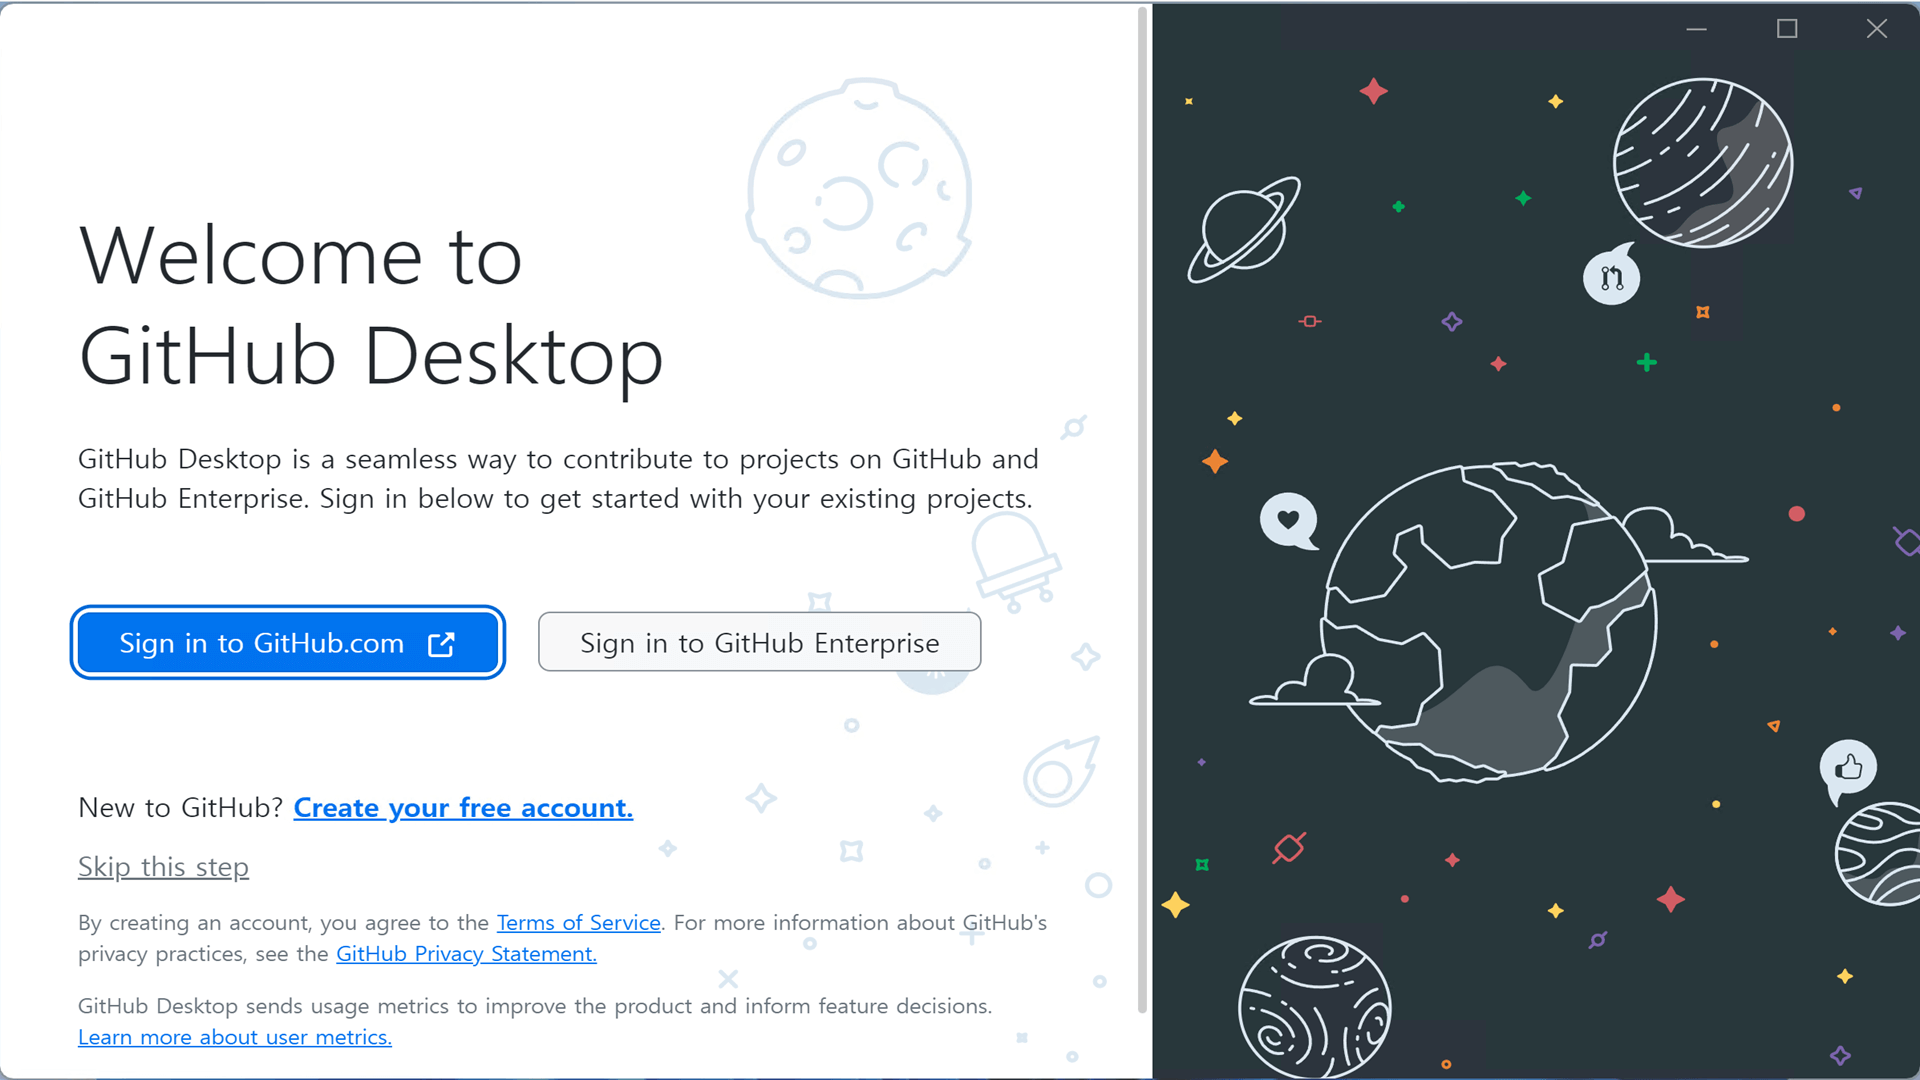 Welcome to
GitHub Desktop
GitHub Desktop is a seamless way to contribute to projects on GitHub and
GitHub Enterprise. Sign in below to get started with your existing projects.
Sign in to GitHub.com
Sign in to GitHub Enterprise
New to GitHub? Create your free account.
Skip this step
By creating an account, you agree to the Terms of Service. For more information about GitHub's
privacy practices, see the GitHub Privacy Statement.
GitHub Desktop sends usage metrics to improve the product and inform feature decisions.
Learn more about user metrics.